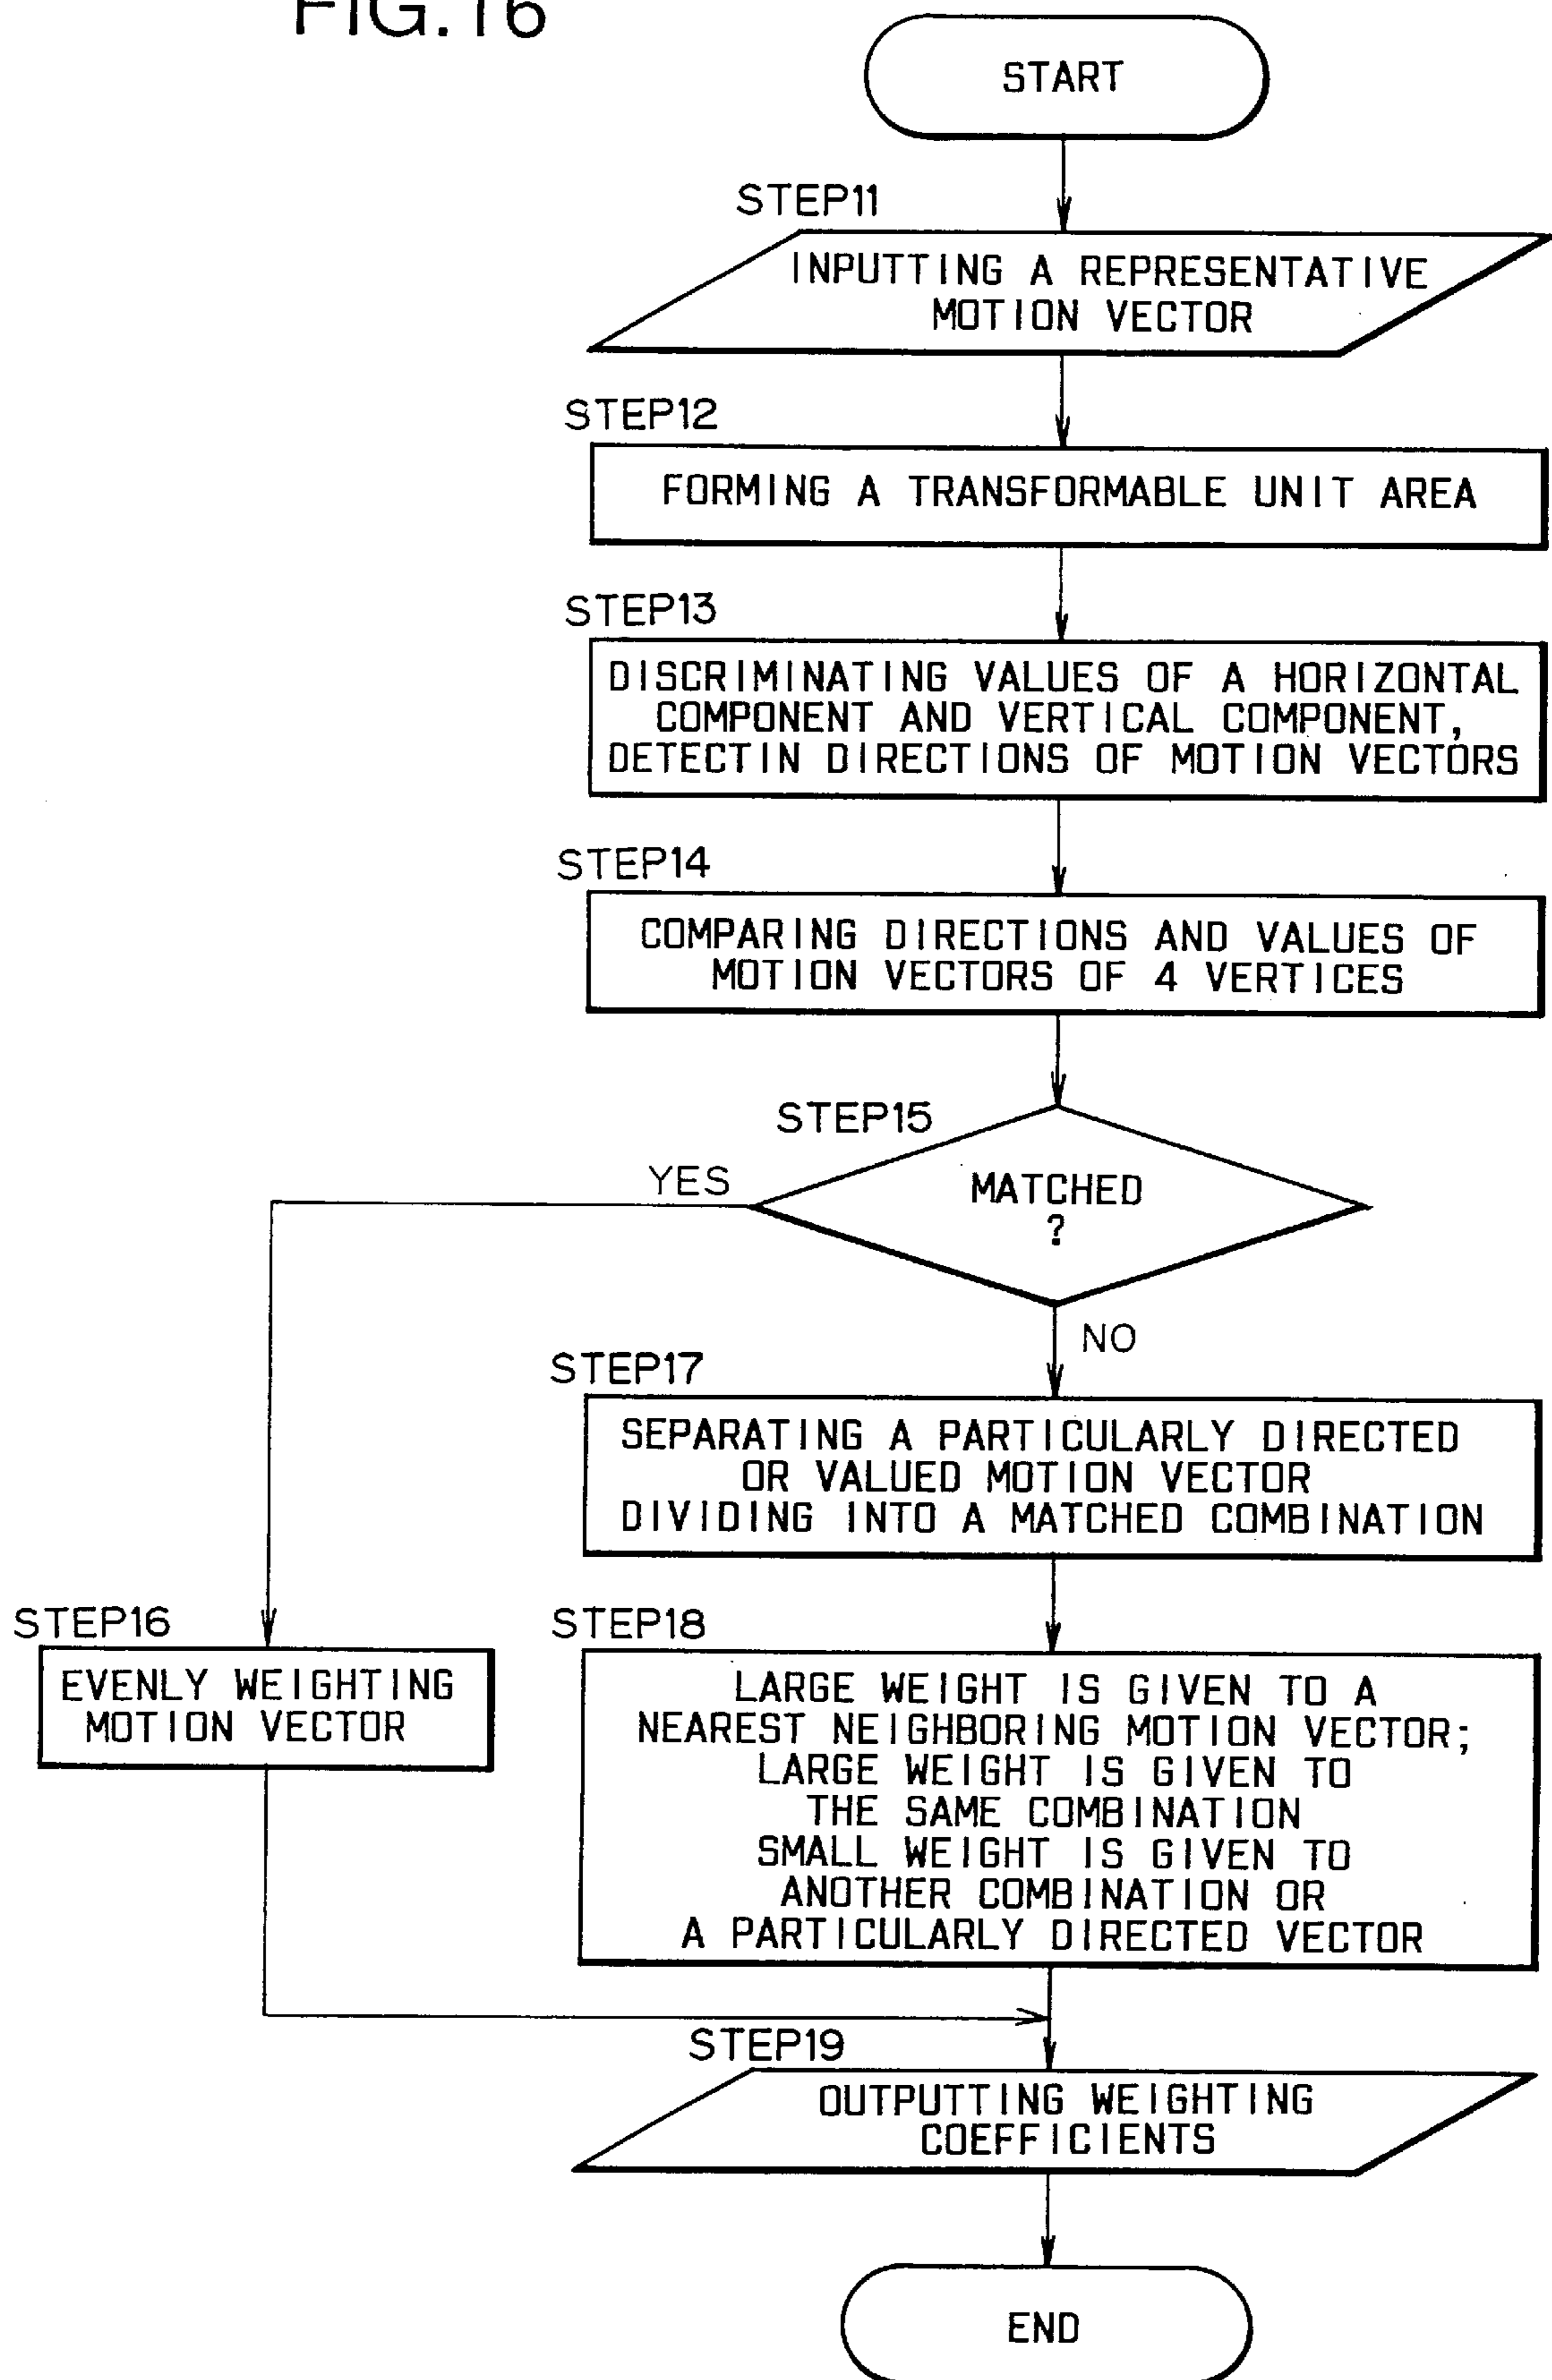 FIG.16
START
STEP11
INPUTTING A REPRESENTATIVE
MOTION VECTOR
STEP12
FORMING A TRANSFORMABLE UNIT AREA
STEP13
DISCRIMINATING VALUES OF A HORIZONTAL
COMPONENT AND VERTICAL COMPONENT,
DETECTIN DIRECTIONS OF MOTION VECTORS
STEP14
COMPARING DIRECTIONS AND VALUES OF
MOTION VECTORS OF 4 VERTICES
STEP15
YES
MATCHED
?
NO
STEP17
SEPARATING A PARTICULARLY DIRECTED
OR VALUED MOTION VECTOR
DIVIDING INTO A MATCHED COMBINATION
STEP16
EVENLY WEIGHTING
MOTION VECTOR
STEP18
LARGE WEIGHT IS GIVEN TO A
NEAREST NEIGHBORING MOTION VECTOR;
LARGE WEIGHT IS GIVEN TO
THE SAME COMBINATION
SMALL WEIGHT IS GIVEN TO
ANOTHER COMBINATION OR
A PARTICULARLY DIRECTED VECTOR
STEP19
OUTPUTTING WEIGHTING
COEFFICIENTS
END